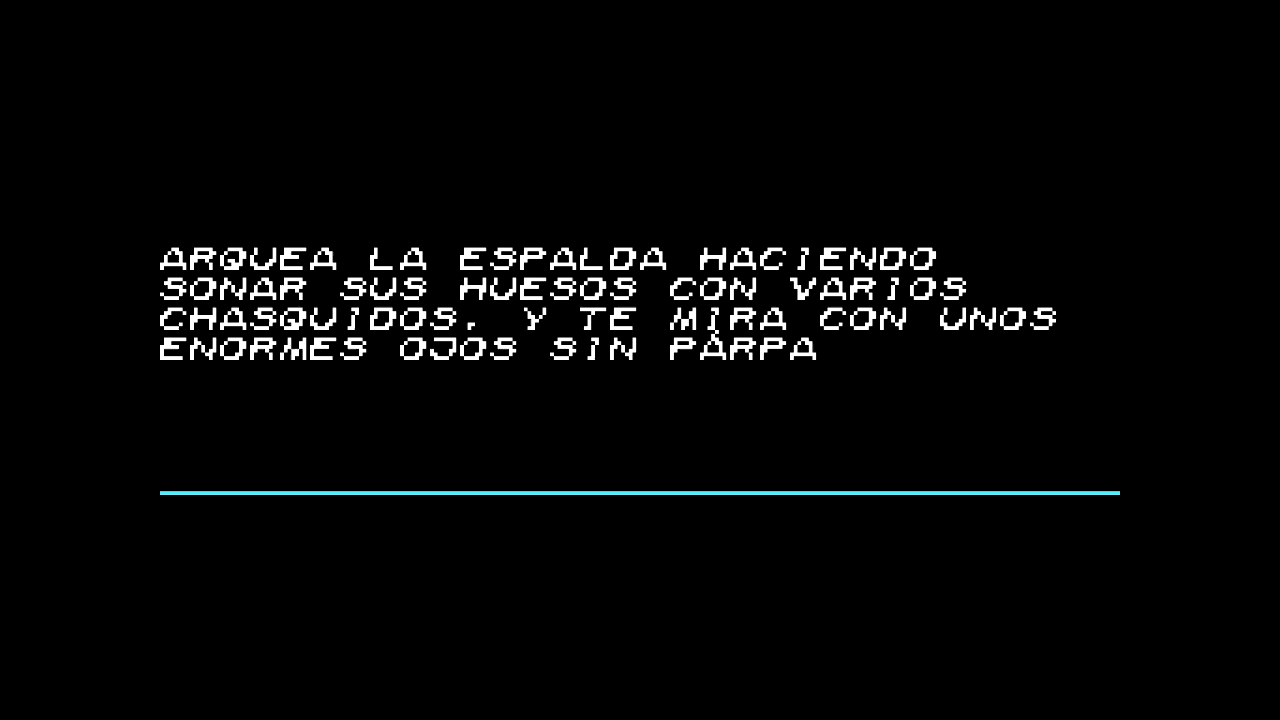 ARQUEA LA ESPALDA HACIENDO
SONAR SUS HUESOS CON VARIOS
CHASQUIDOS, Y TE MIRA CON UNOS
ENORMES OJOS SIN PÁRPA